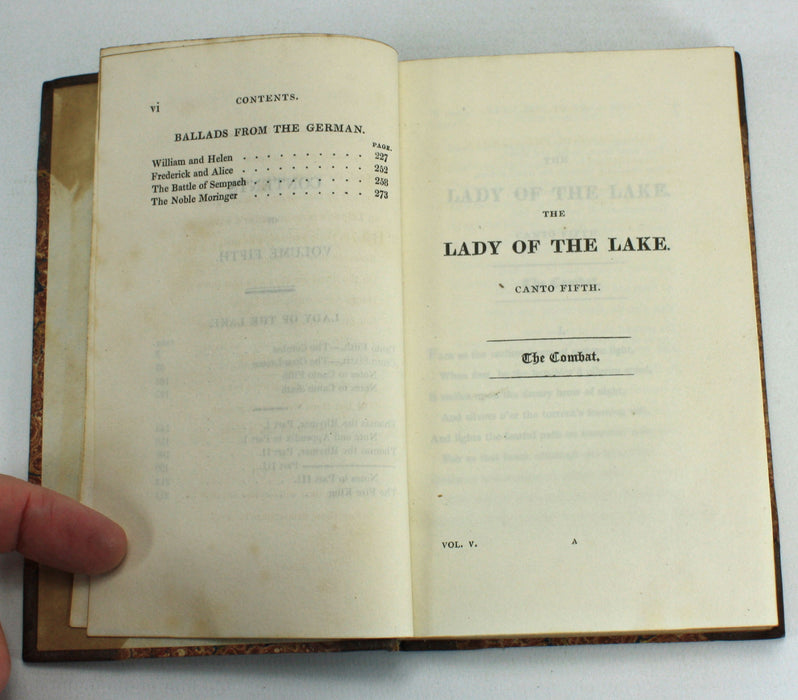 vi
CONTENTS.
BALLADS FROM THE GERMAN.
PAGE.
William and Helen . . . . . . . . . . 227
Frederick and Alice . . . . . . . . . . 252
The Battle of Sempach . . . . . . . . . 258
The Noble Moringer . . . . . . . . . . 273
THE
LADY OF THE LAKE.
CANTO FIFTH.
The Combat.
VOL. V. A